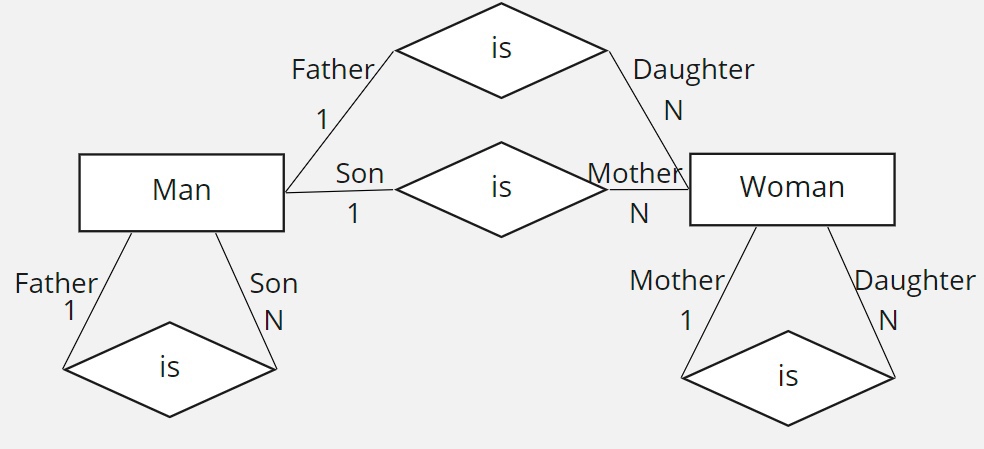 is
Father
Daughter
1
N
Man
Son
is
Mother
Woman
1
N
Father
Son
Mother
Daughter
1
N
1
N
is
is